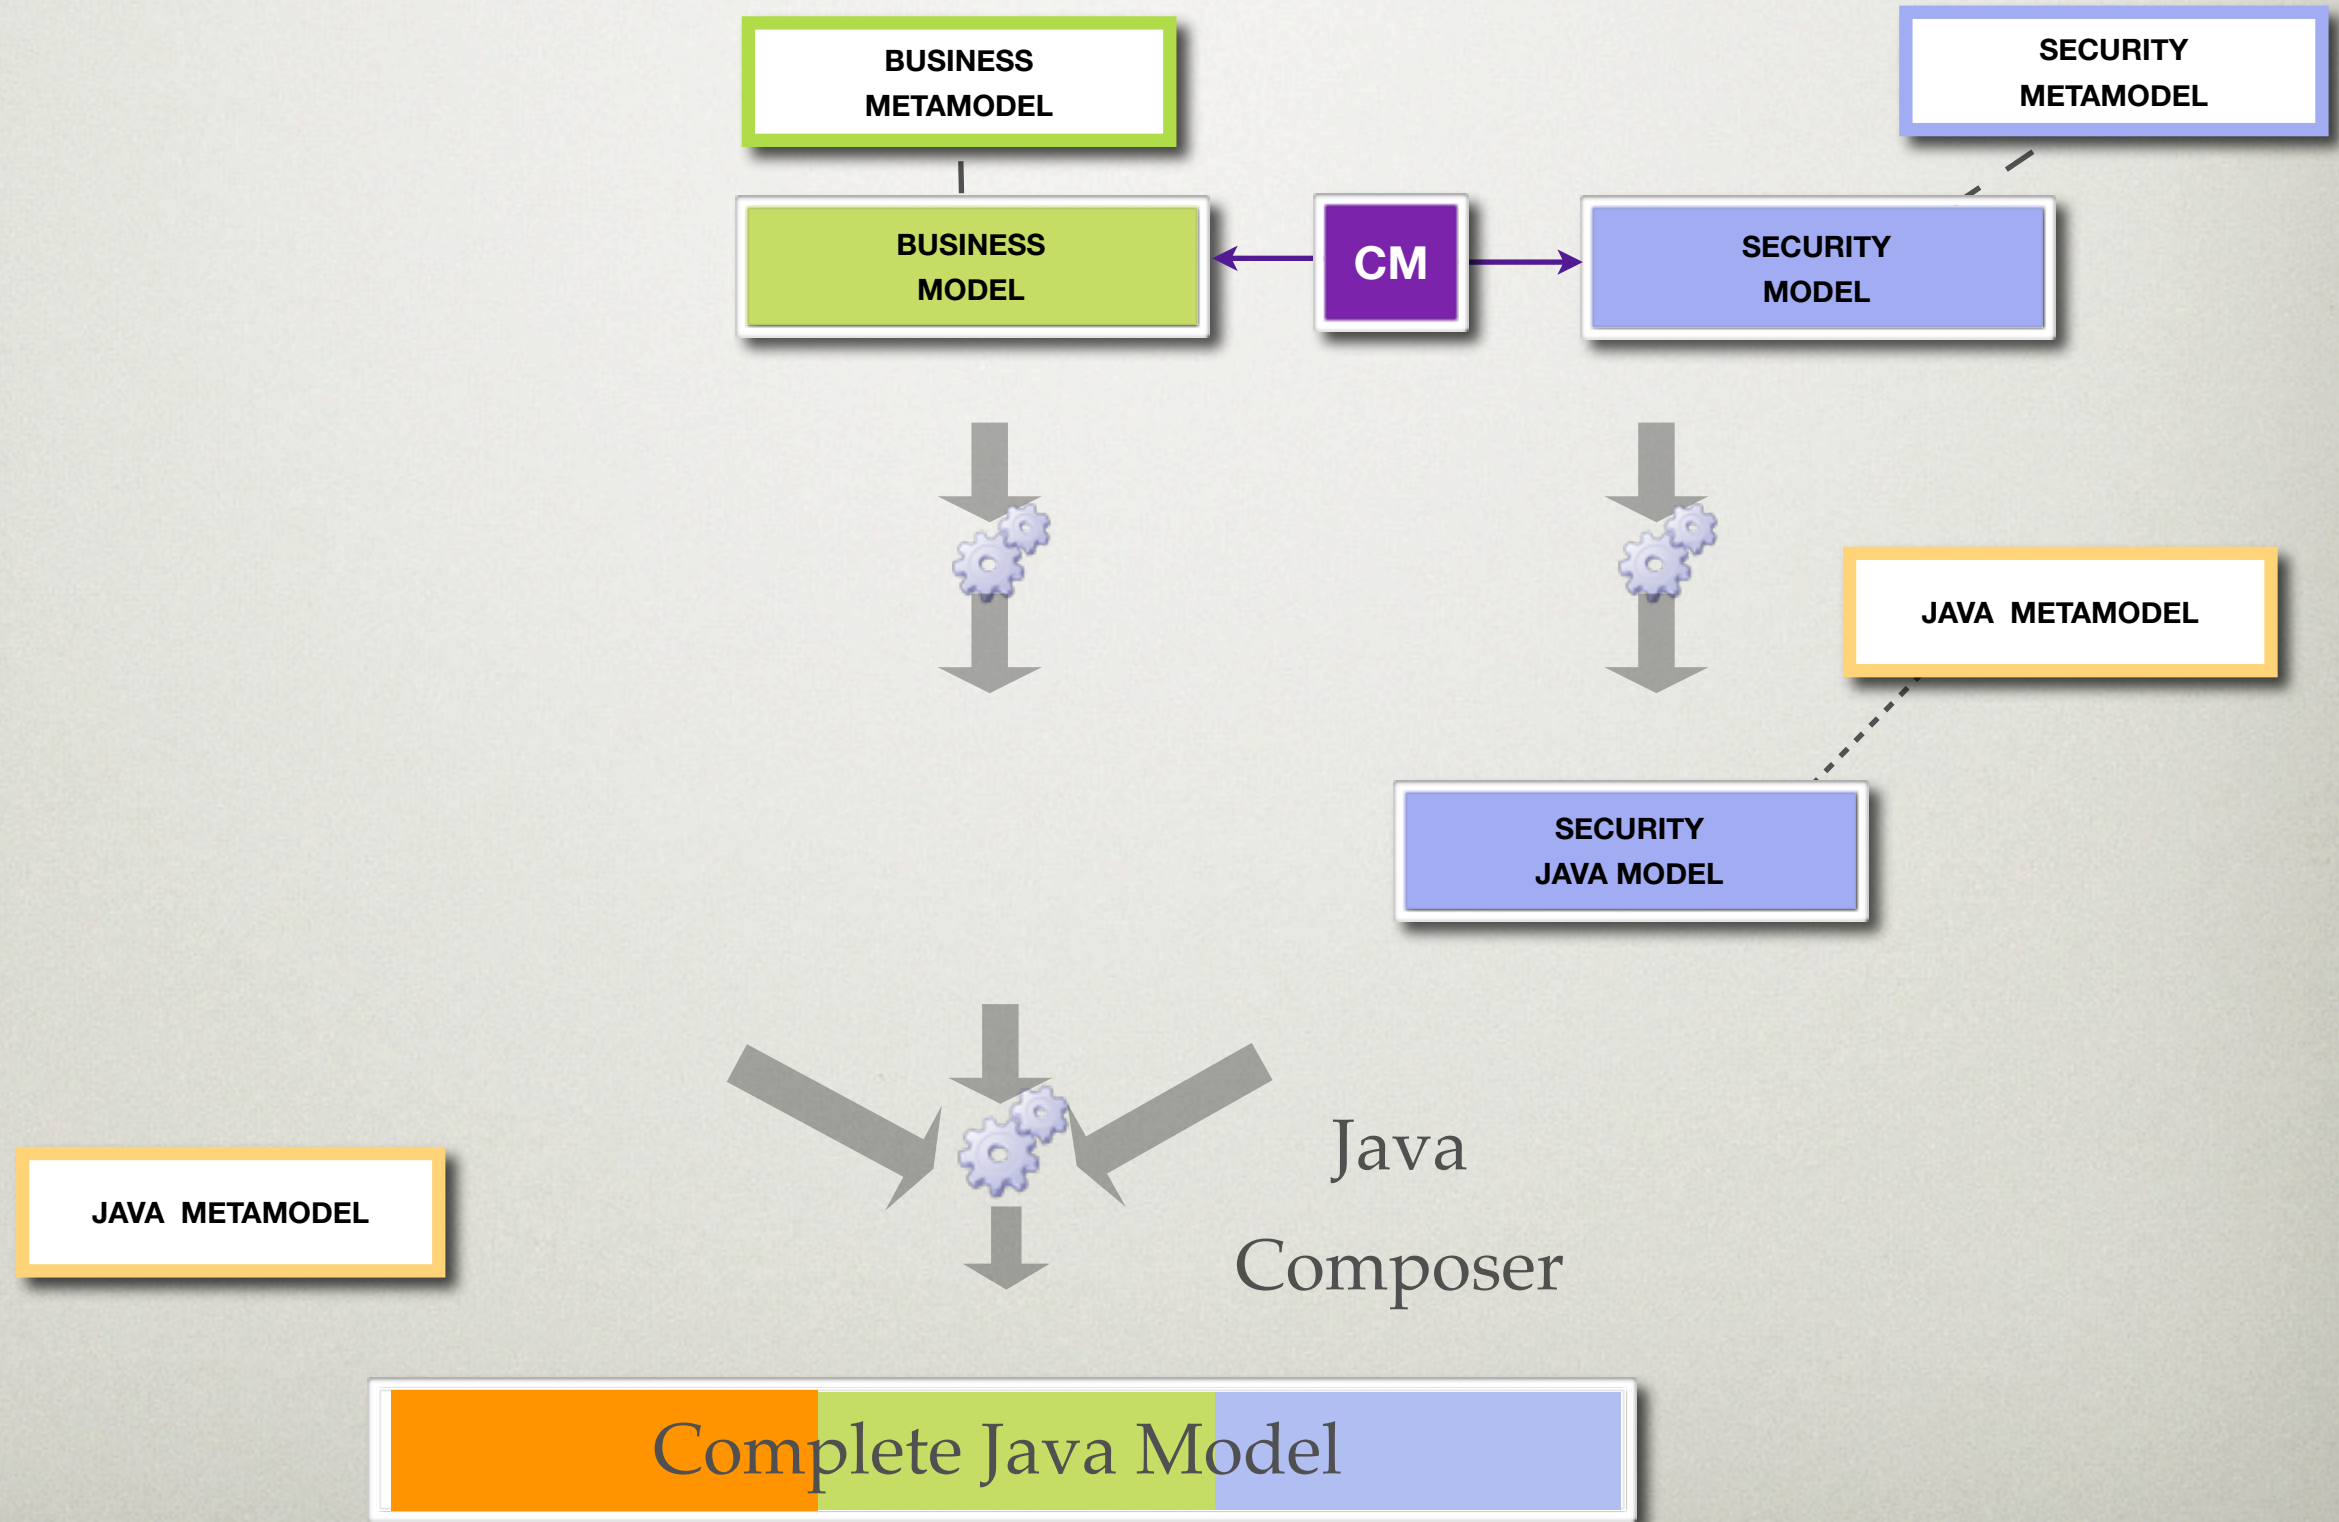 BUSINESS
METAMODEL
SECURITY
METAMODEL
BUSINESS
MODEL
CM
SECURITY
MODEL
JAVA METAMODEL
SECURITY
JAVA MODEL
Java
Composer
JAVA METAMODEL
Complete Java Model